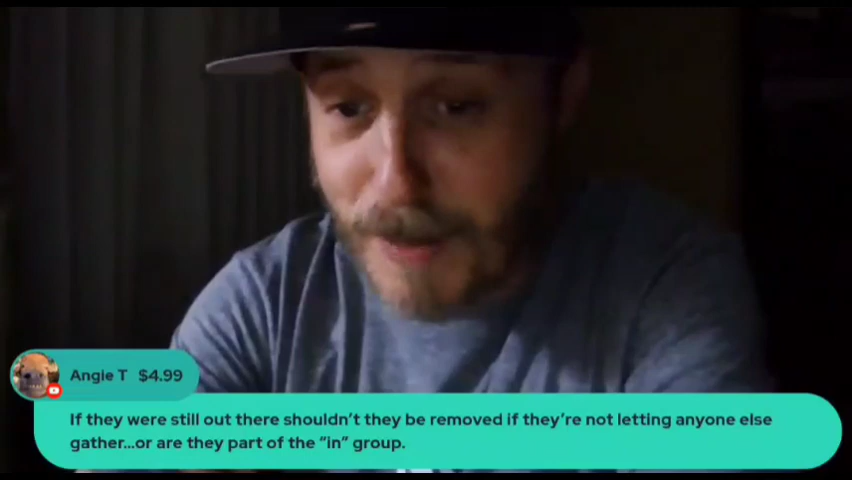 Angie T $4.99
If they were still out there shouldn’t they be removed if they’re not letting anyone else
gather...or are they part of the “in” group.